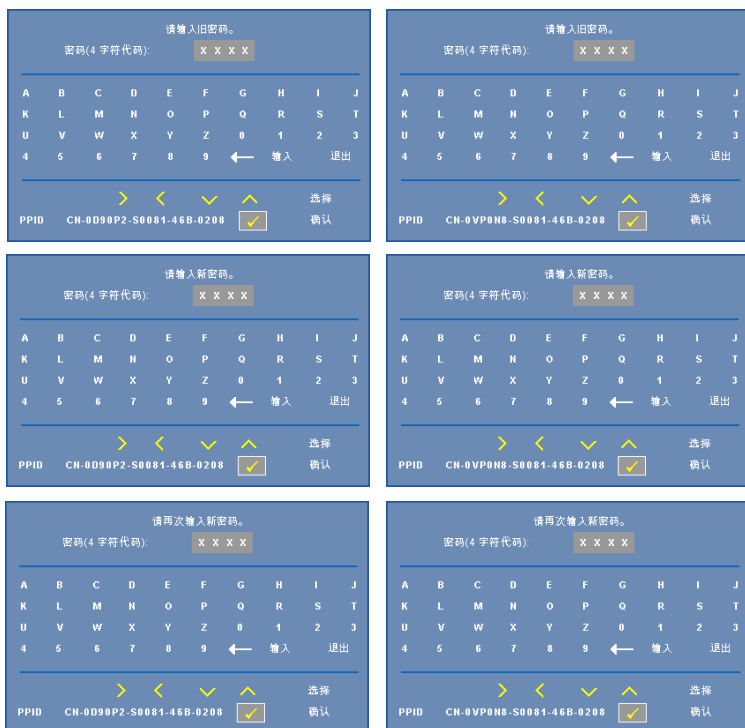 请输入旧密码。
密码(4 字符代码): X X X X
A B C D E F G H I J
K L M N O P Q R S T
U V W X Y Z 0 1 2 3
4 5 6 7 8 9 输入 退出
选择
PPID CN-0D90P2-S0081-46B-0208 确认
请输入旧密码。
密码(4 字符代码): X X X X
A B C D E F G H I J
K L M N O P Q R S T
U V W X Y Z 0 1 2 3
4 5 6 7 8 9 输入 退出
选择
PPID CN-0VP0N8-S0081-46B-0208 确认
请输入新密码。
密码(4 字符代码): X X X X
A B C D E F G H I J
K L M N O P Q R S T
U V W X Y Z 0 1 2 3
4 5 6 7 8 9 输入 退出
选择
PPID CN-0D90P2-S0081-46B-0208 确认
请输入新密码。
密码(4 字符代码): X X X X
A B C D E F G H I J
K L M N O P Q R S T
U V W X Y Z 0 1 2 3
4 5 6 7 8 9 输入 退出
选择
PPID CN-0VP0N8-S0081-46B-0208 确认
请再次输入新密码。
密码(4 字符代码): X X X X
A B C D E F G H I J
K L M N O P Q R S T
U V W X Y Z 0 1 2 3
4 5 6 7 8 9 输入 退出
选择
PPID CN-0D90P2-S0081-46B-0208 确认
请再次输入新密码。
密码(4 字符代码): X X X X
A B C D E F G H I J
K L M N O P Q R S T
U V W X Y Z 0 1 2 3
4 5 6 7 8 9 输入 退出
选择
PPID CN-0VP0N8-S0081-46B-0208 确认